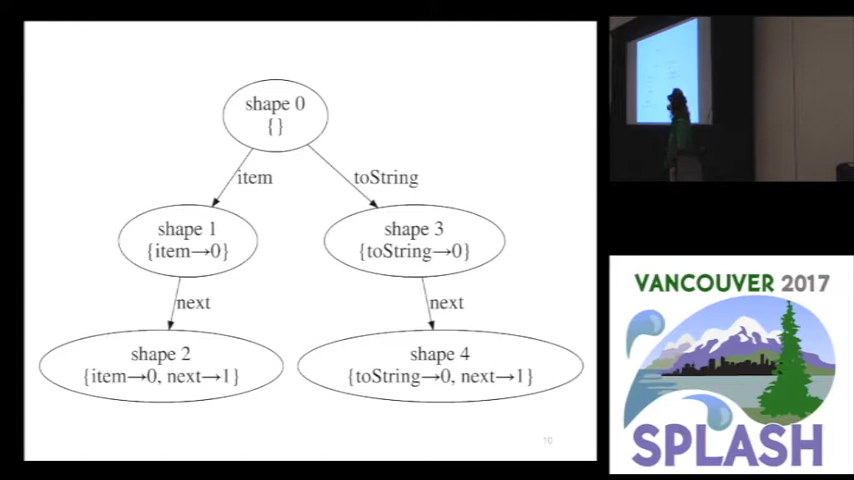 shape 0
{}
item
toString
shape 1
{item→0}
shape 3
{toString→0}
next
next
shape 2
{item→0, next→1}
shape 4
{toString→0, next→1}
10
VANCOUVER 2017
SPLASH